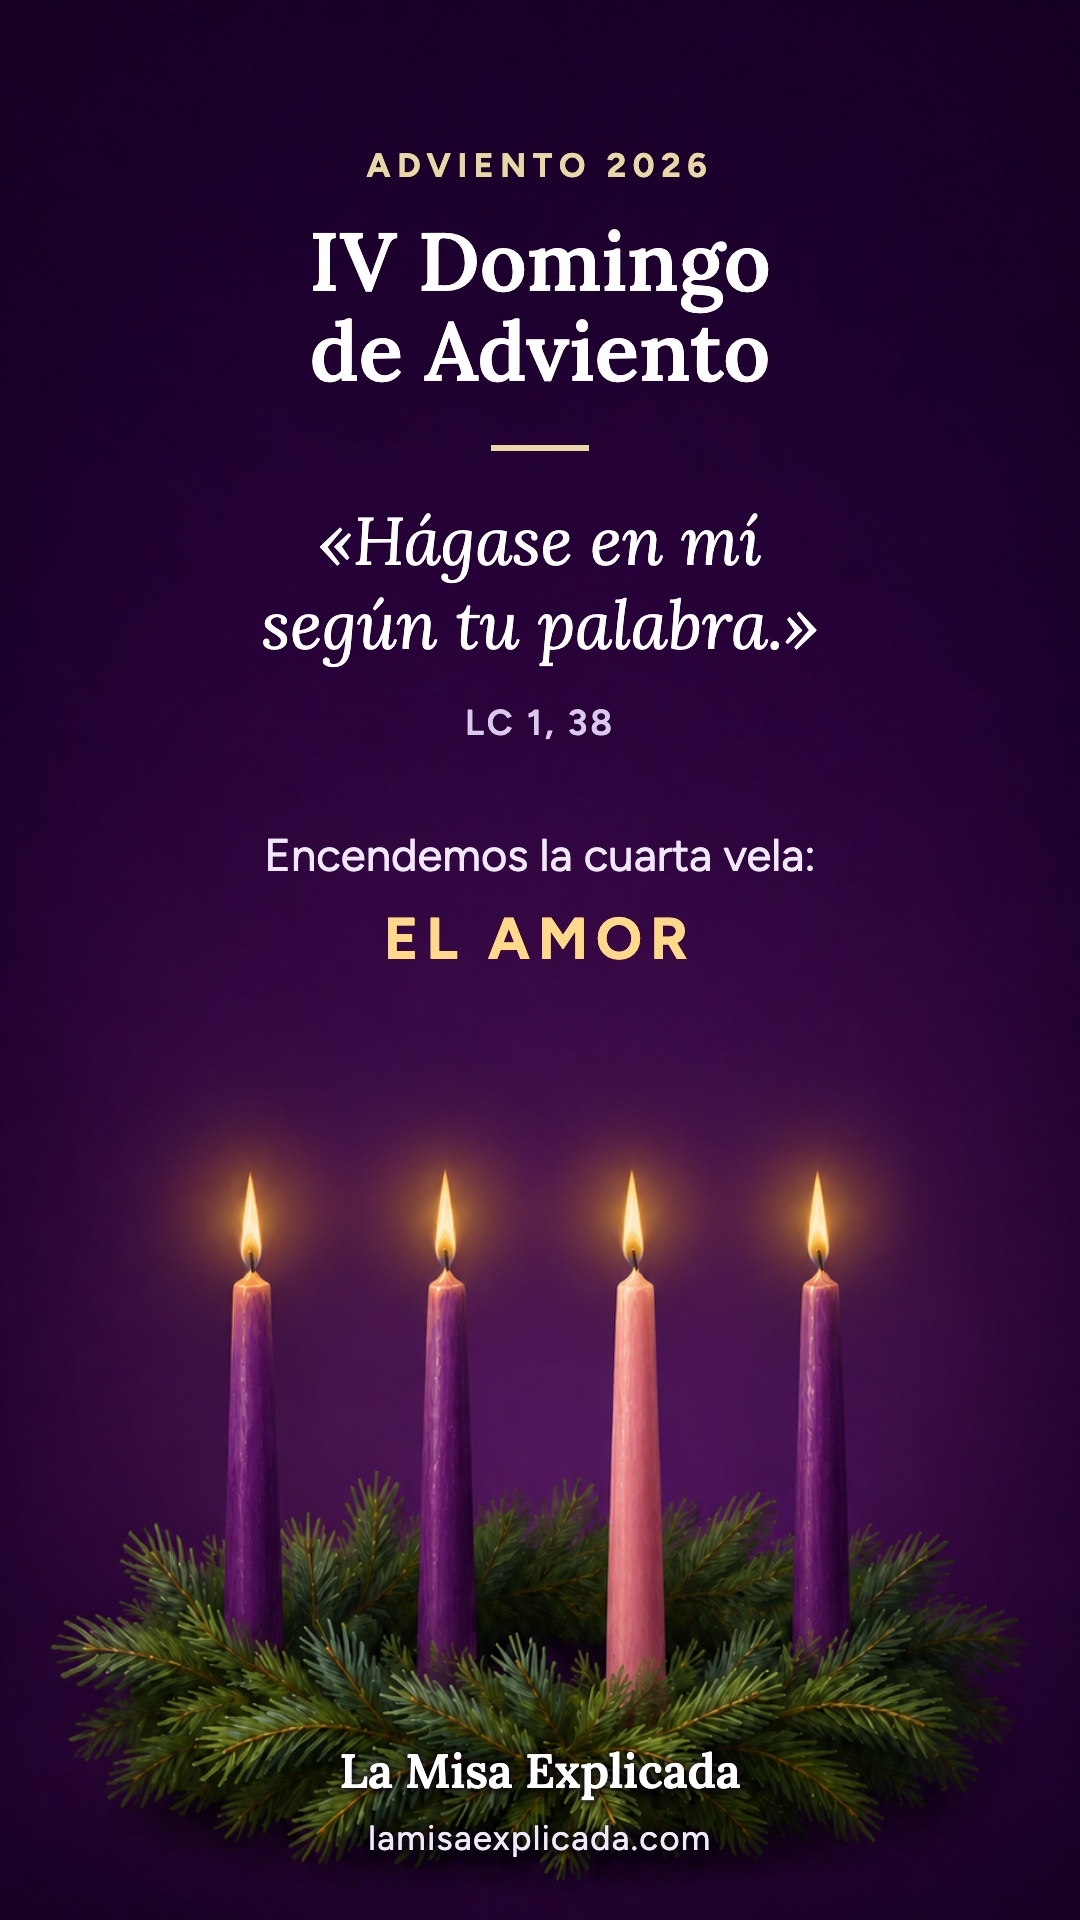 ADVIENTO 2026
IV Domingo
de Adviento
«Hágase en mí
según tu palabra.»
LC 1, 38
Encendemos la cuarta vela:
EL AMOR
La Misa Explicada
lamisaexplicada.com